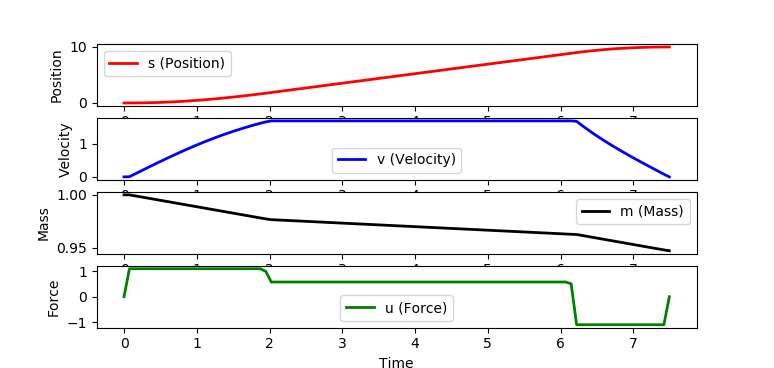 10
0
Position
s (Position)
1
0
Velocity
v (Velocity)
1.00
0.95
Mass
m (Mass)
1
0
−1
Force
u (Force)
0 1 2 3 4 5 6 7
Time